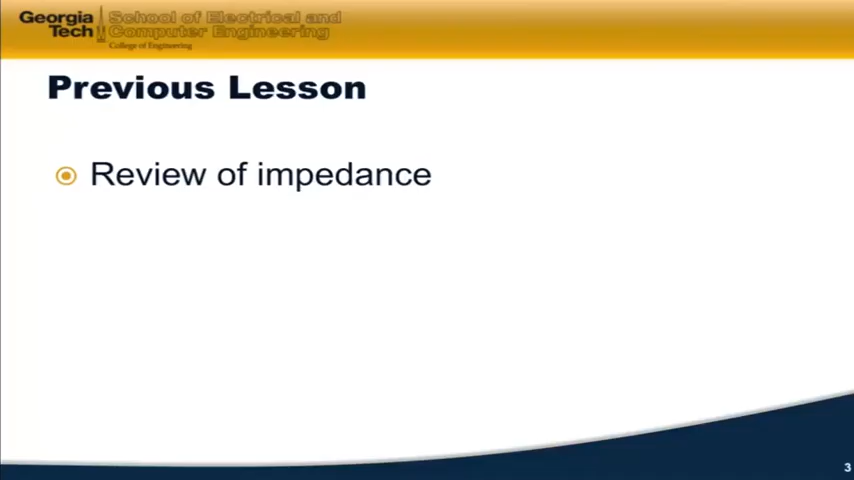 Georgia Tech
School of Electrical and
Computer Engineering
College of Engineering
Previous Lesson
Review of impedance
3